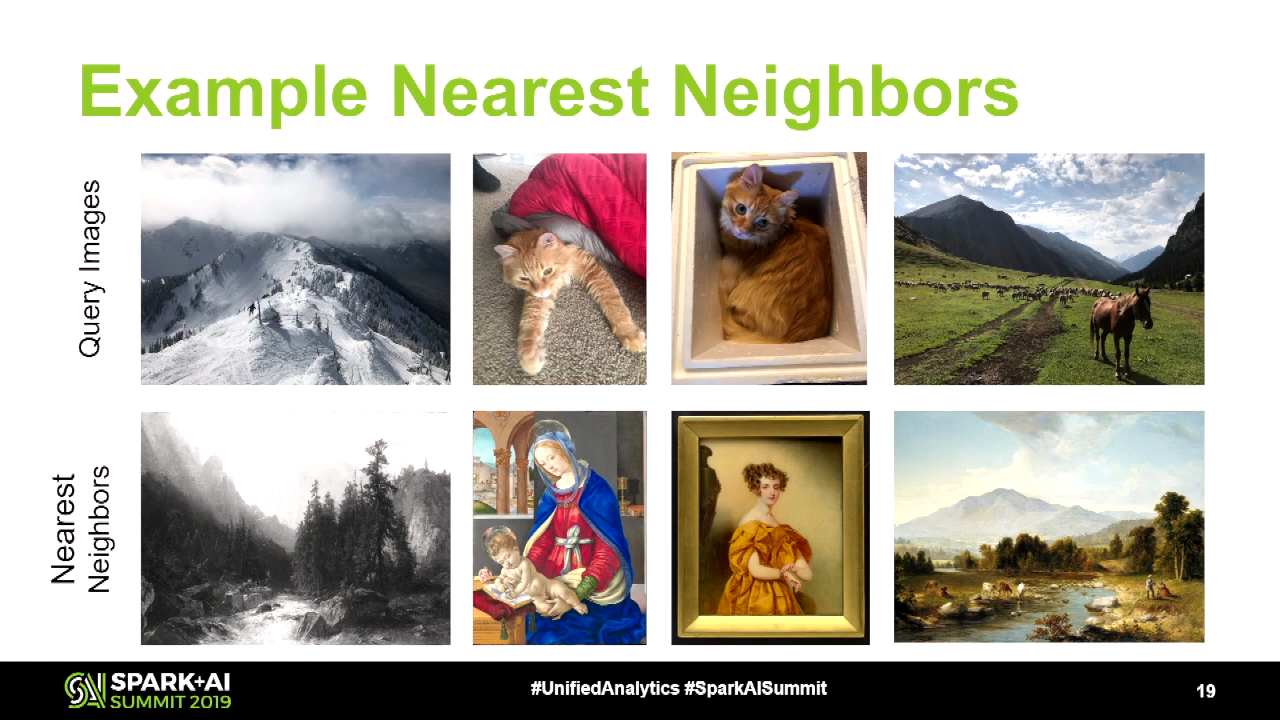 Example Nearest Neighbors
Query Images
Nearest
Neighbors
SPARK+AI
SUMMIT 2019
#UnifiedAnalytics #SparkAISummit
19